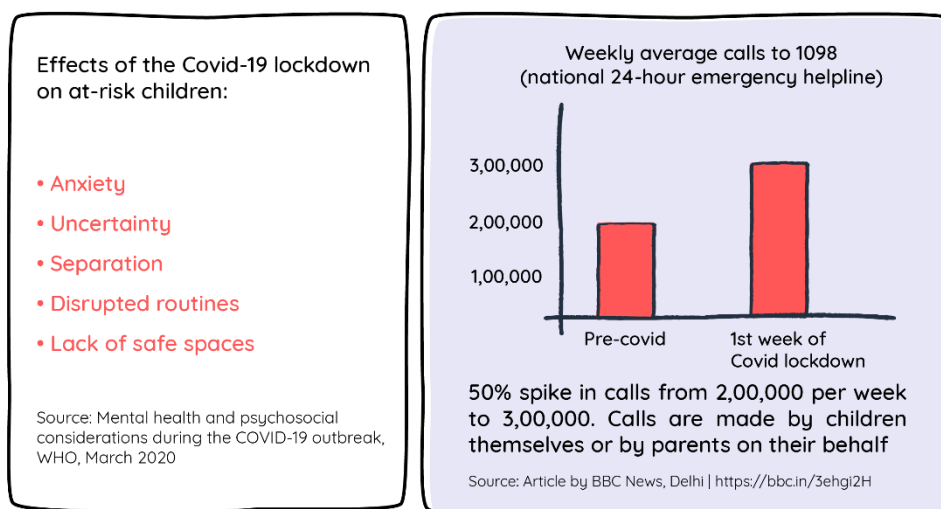 Effects of the Covid-19 lockdown
on at-risk children:
• Anxiety
• Uncertainty
• Separation
• Disrupted routines
• Lack of safe spaces
Source: Mental health and psychosocial
considerations during the COVID-19 outbreak,
WHO, March 2020
Weekly average calls to 1098
(national 24-hour emergency helpline)
3,00,000
2,00,000
1,00,000
Pre-covid
1st week of
Covid lockdown
50% spike in calls from 2,00,000 per week
to 3,00,000. Calls are made by children
themselves or by parents on their behalf
Source: Article by BBC News, Delhi | https://bbc.in/3ehgi2H